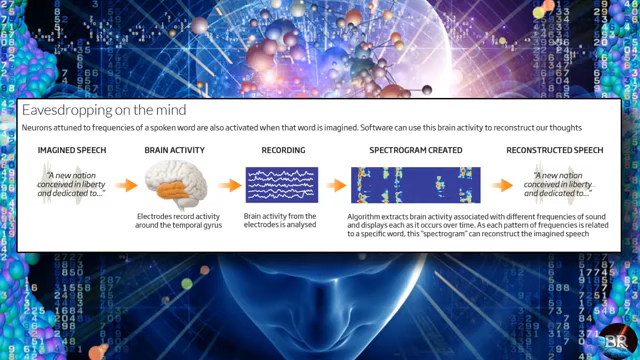 Eavesdropping on the mind
Neurons attuned to frequencies of a spoken word are also activated when that word is imagined. Software can use this brain activity to reconstruct our thoughts
IMAGINED SPEECH
"A new nation
conceived in liberty
and dedicated to..."
BRAIN ACTIVITY
Electrodes record activity
around the temporal gyrus
RECORDING
Brain activity from the
electrodes is analysed
SPECTROGRAM CREATED
Algorithm extracts brain activity associated with different frequencies of sound
and displays each as it occurs over time. As each pattern of frequencies is related
to a specific word, this "spectrogram" can reconstruct the imagined speech
RECONSTRUCTED SPEECH
"A new nation
conceived in liberty
and dedicated to..."
BR